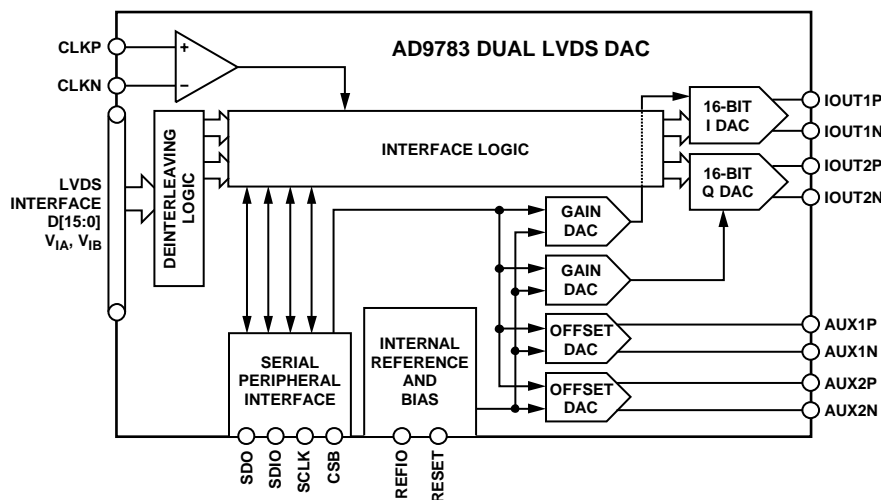 AD9783 DUAL LVDS DAC
CLKP
CLKN
+
–
LVDS
INTERFACE
D[15:0]
VIA, VIB
DEINTERLEAVING
LOGIC
INTERFACE LOGIC
16-BIT
I DAC
16-BIT
Q DAC
IOUT1P
IOUT1N
IOUT2P
IOUT2N
GAIN
DAC
GAIN
DAC
OFFSET
DAC
OFFSET
DAC
AUX1P
AUX1N
AUX2P
AUX2N
SERIAL
PERIPHERAL
INTERFACE
INTERNAL
REFERENCE
AND
BIAS
SDO
SDIO
SCLK
CSB
REFIO
RESET